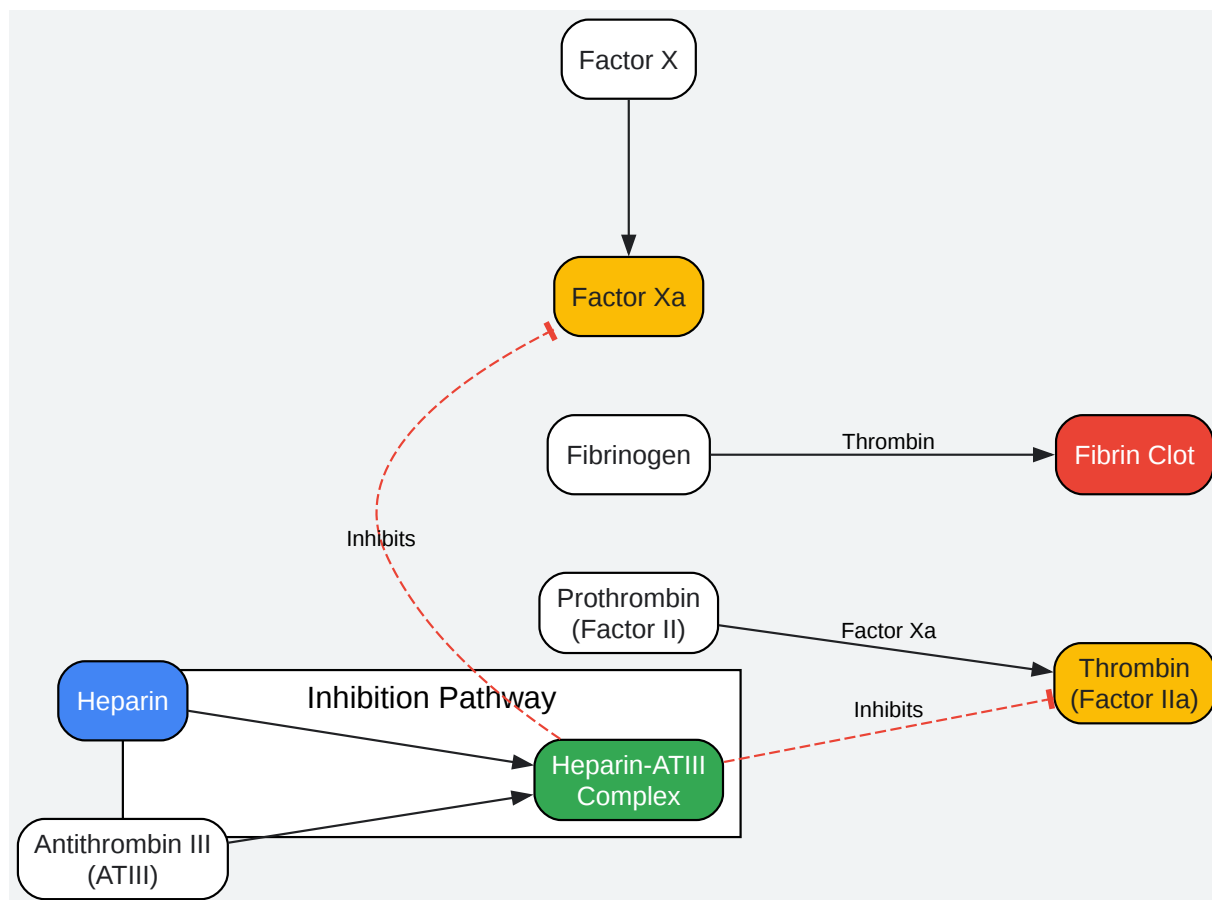 Factor X
Factor Xa
Fibrinogen
Thrombin
Fibrin Clot
Inhibits
Prothrombin
(Factor II)
Factor Xa
Thrombin
(Factor IIa)
Heparin
Inhibition Pathway
Inhibits
Heparin-ATIII
Complex
Antithrombin III
(ATIII)